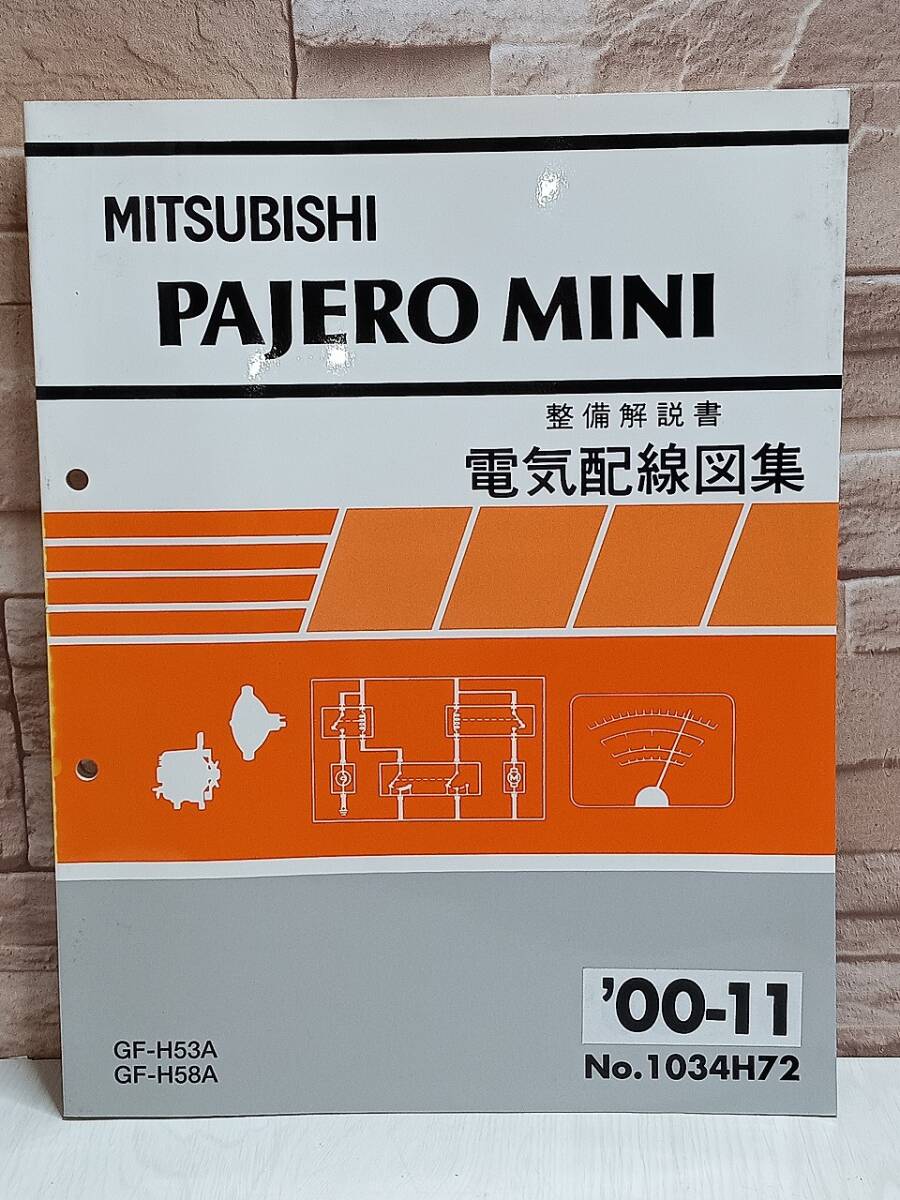 MITSUBISHI
PAJERO MINI
整備解説書
電気配線図集
M
'00-11
GF-H53A
GF-H58A
No.1034H72